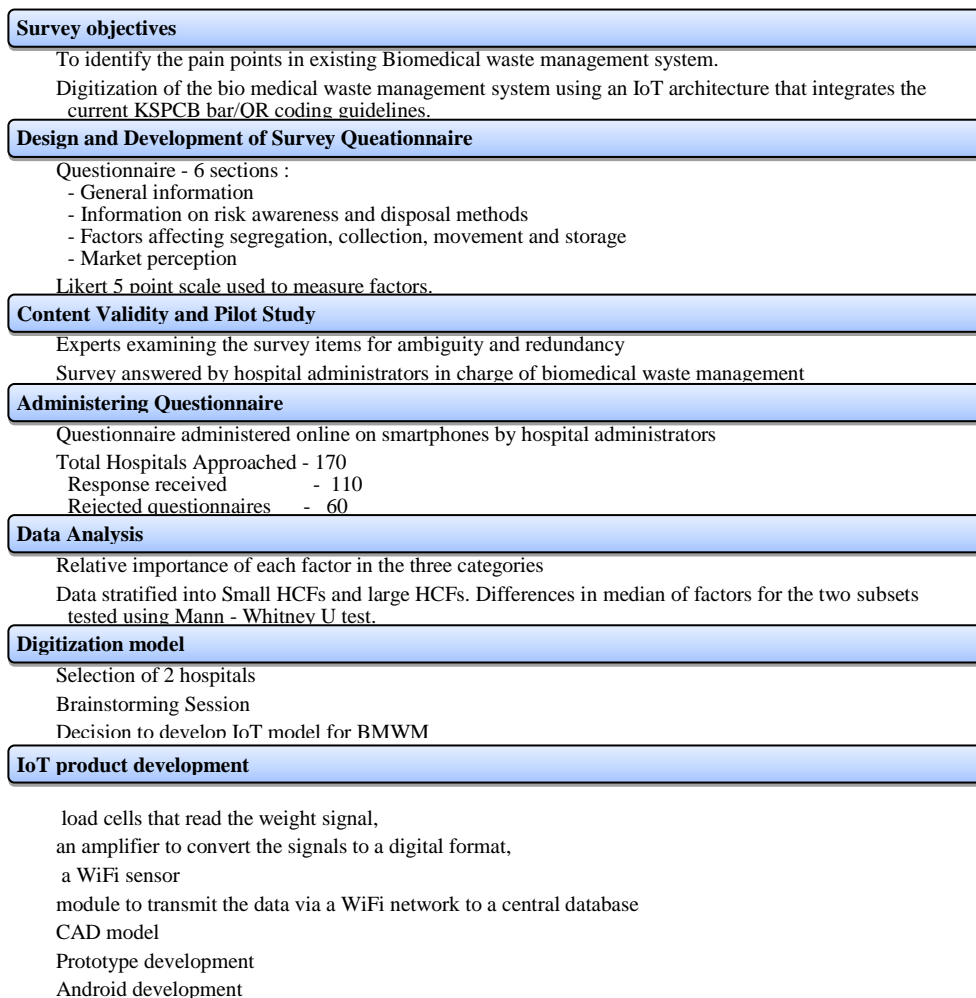 Survey objectives
To identify the pain points in existing Biomedical waste management system.
Digitization of the bio medical waste management system using an IoT architecture that integrates the
current KSPCB bar/QR coding guidelines.
Design and Development of Survey Queationnaire
Questionnaire - 6 sections :
- General information
- Information on risk awareness and disposal methods
- Factors affecting segregation, collection, movement and storage
- Market perception
Likert 5 point scale used to measure factors.
Content Validity and Pilot Study
Experts examining the survey items for ambiguity and redundancy
Survey answered by hospital administrators in charge of biomedical waste management
Administering Questionnaire
Questionnaire administered online on smartphones by hospital administrators
Total Hospitals Approached - 170
Response received - 110
Rejected questionnaires - 60
Data Analysis
Relative importance of each factor in the three categories
Data stratified into Small HCFs and large HCFs. Differences in median of factors for the two subsets
tested using Mann - Whitney U test.
Digitization model
Selection of 2 hospitals
Brainstorming Session
Decision to develop IoT model for BMWM
IoT product development
load cells that read the weight signal,
an amplifier to convert the signals to a digital format,
a WiFi sensor
module to transmit the data via a WiFi network to a central database
CAD model
Prototype development
Android development